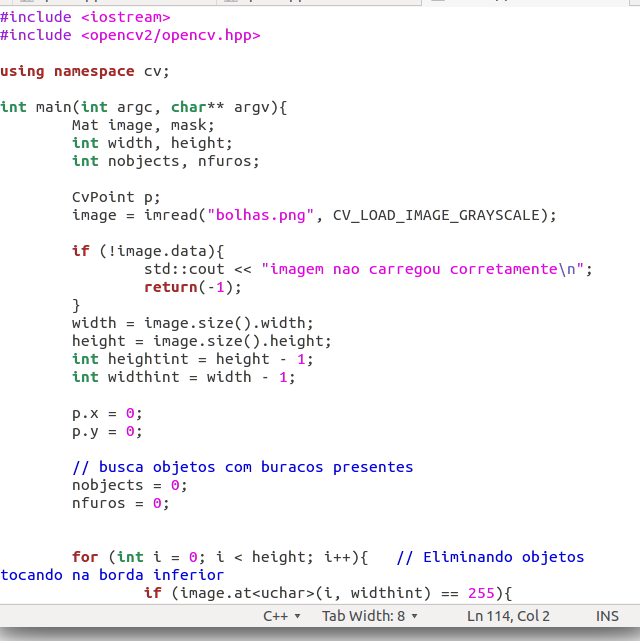 #include <iostream>
#include <opencv2/opencv.hpp>
using namespace cv;
int main(int argc, char** argv){
Mat image, mask;
int width, height;
int nobjects, nfuros;
CvPoint p;
image = imread("bolhas.png", CV_LOAD_IMAGE_GRAYSCALE);
if (!image.data){
std::cout << "imagem nao carregou corretamente\n";
return(-1);
}
width = image.size().width;
height = image.size().height;
int heightint = height - 1;
int widthint = width - 1;
p.x = 0;
p.y = 0;
// busca objetos com buracos presentes
nobjects = 0;
nfuros = 0;
for (int i = 0; i < height; i++){ // Eliminando objetos
tocando na borda inferior
if (image.at<uchar>(i, widthint) == 255){
C++ Tab Width: 8 Ln 114, Col 2 INS